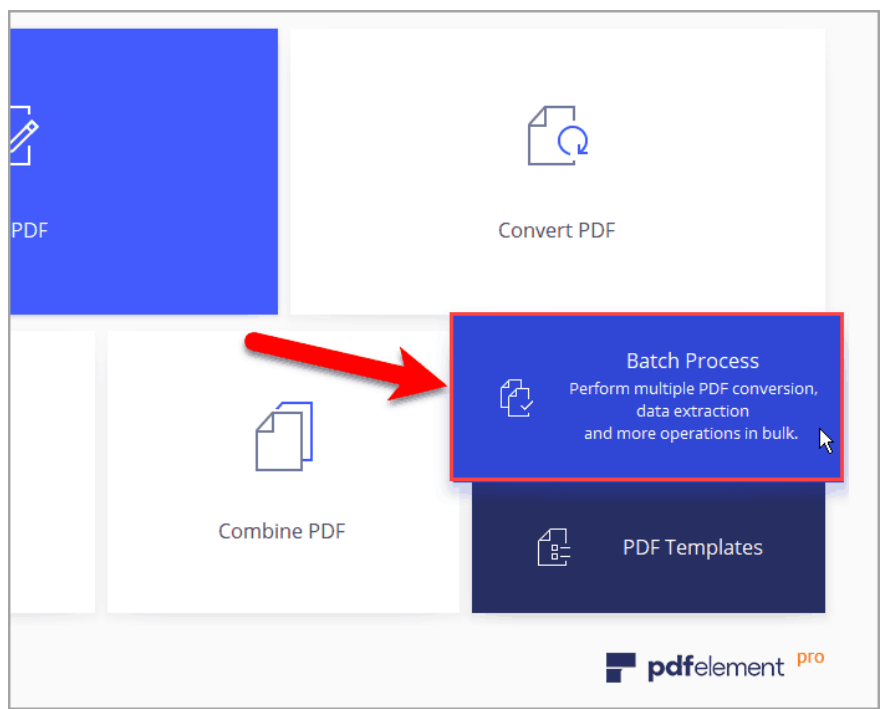 PDF
Convert PDF
Batch Process
Perform multiple PDF conversion,
data extraction
and more operations in bulk.
Combine PDF
PDF Templates
pdfelement pro